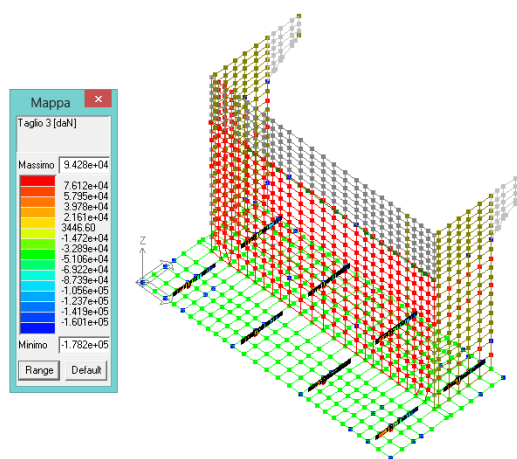 Mappa
Taglio 3 [daN]
Massimo 9.428e+04
7.612e+04
5.795e+04
3.978e+04
2.161e+04
3446.60
-1.472e+04
-3.289e+04
-5.106e+04
-6.922e+04
-8.739e+04
-1.056e+05
-1.237e+05
-1.419e+05
-1.601e+05
Minimo -1.782e+05
Range Default
Z